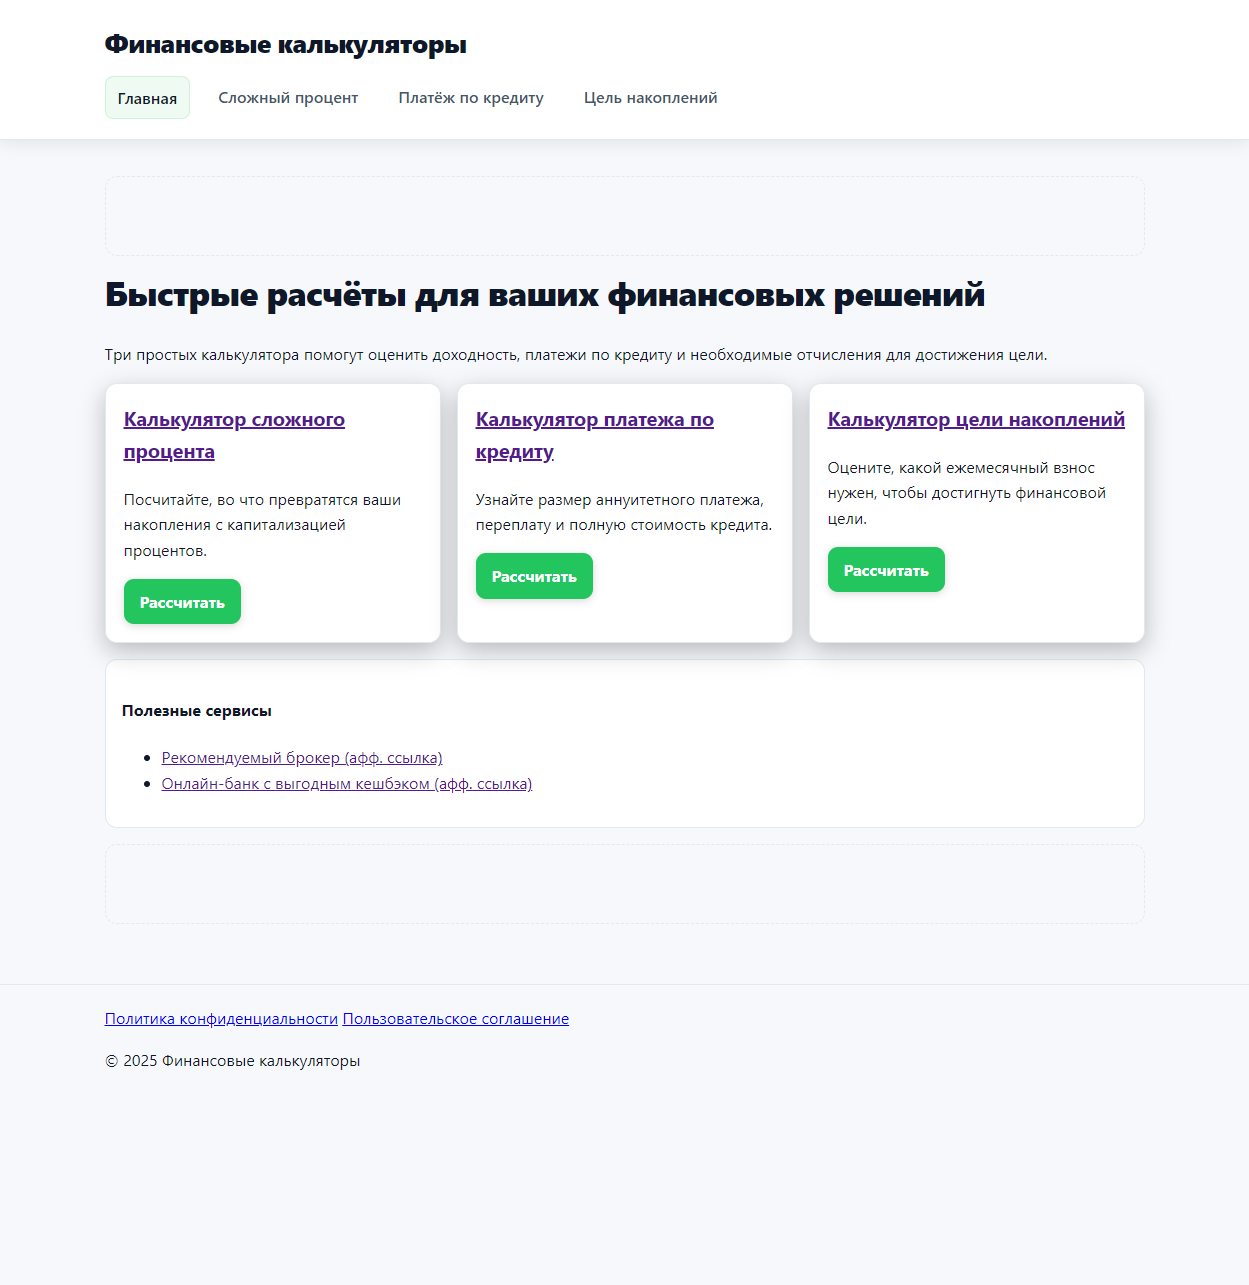 Финансовые калькуляторы
Главная Сложный процент Платёж по кредиту Цель накоплений
Быстрые расчёты для ваших финансовых решений
Три простых калькулятора помогут оценить доходность, платежи по кредиту и необходимые отчисления для достижения цели.
Калькулятор сложного
процента
Посчитайте, во что превратятся ваши
накопления с капитализацией
процентов.
Рассчитать
Калькулятор платежа по
кредиту
Узнайте размер аннуитетного платежа,
переплату и полную стоимость кредита.
Рассчитать
Калькулятор цели накоплений
Оцените, какой ежемесячный взнос
нужен, чтобы достигнуть финансовой
цели.
Рассчитать
Полезные сервисы
Рекомендуемый брокер (афф. ссылка)
Онлайн-банк с выгодным кешбэком (афф. ссылка)
Политика конфиденциальности Пользовательское соглашение
© 2025 Финансовые калькуляторы